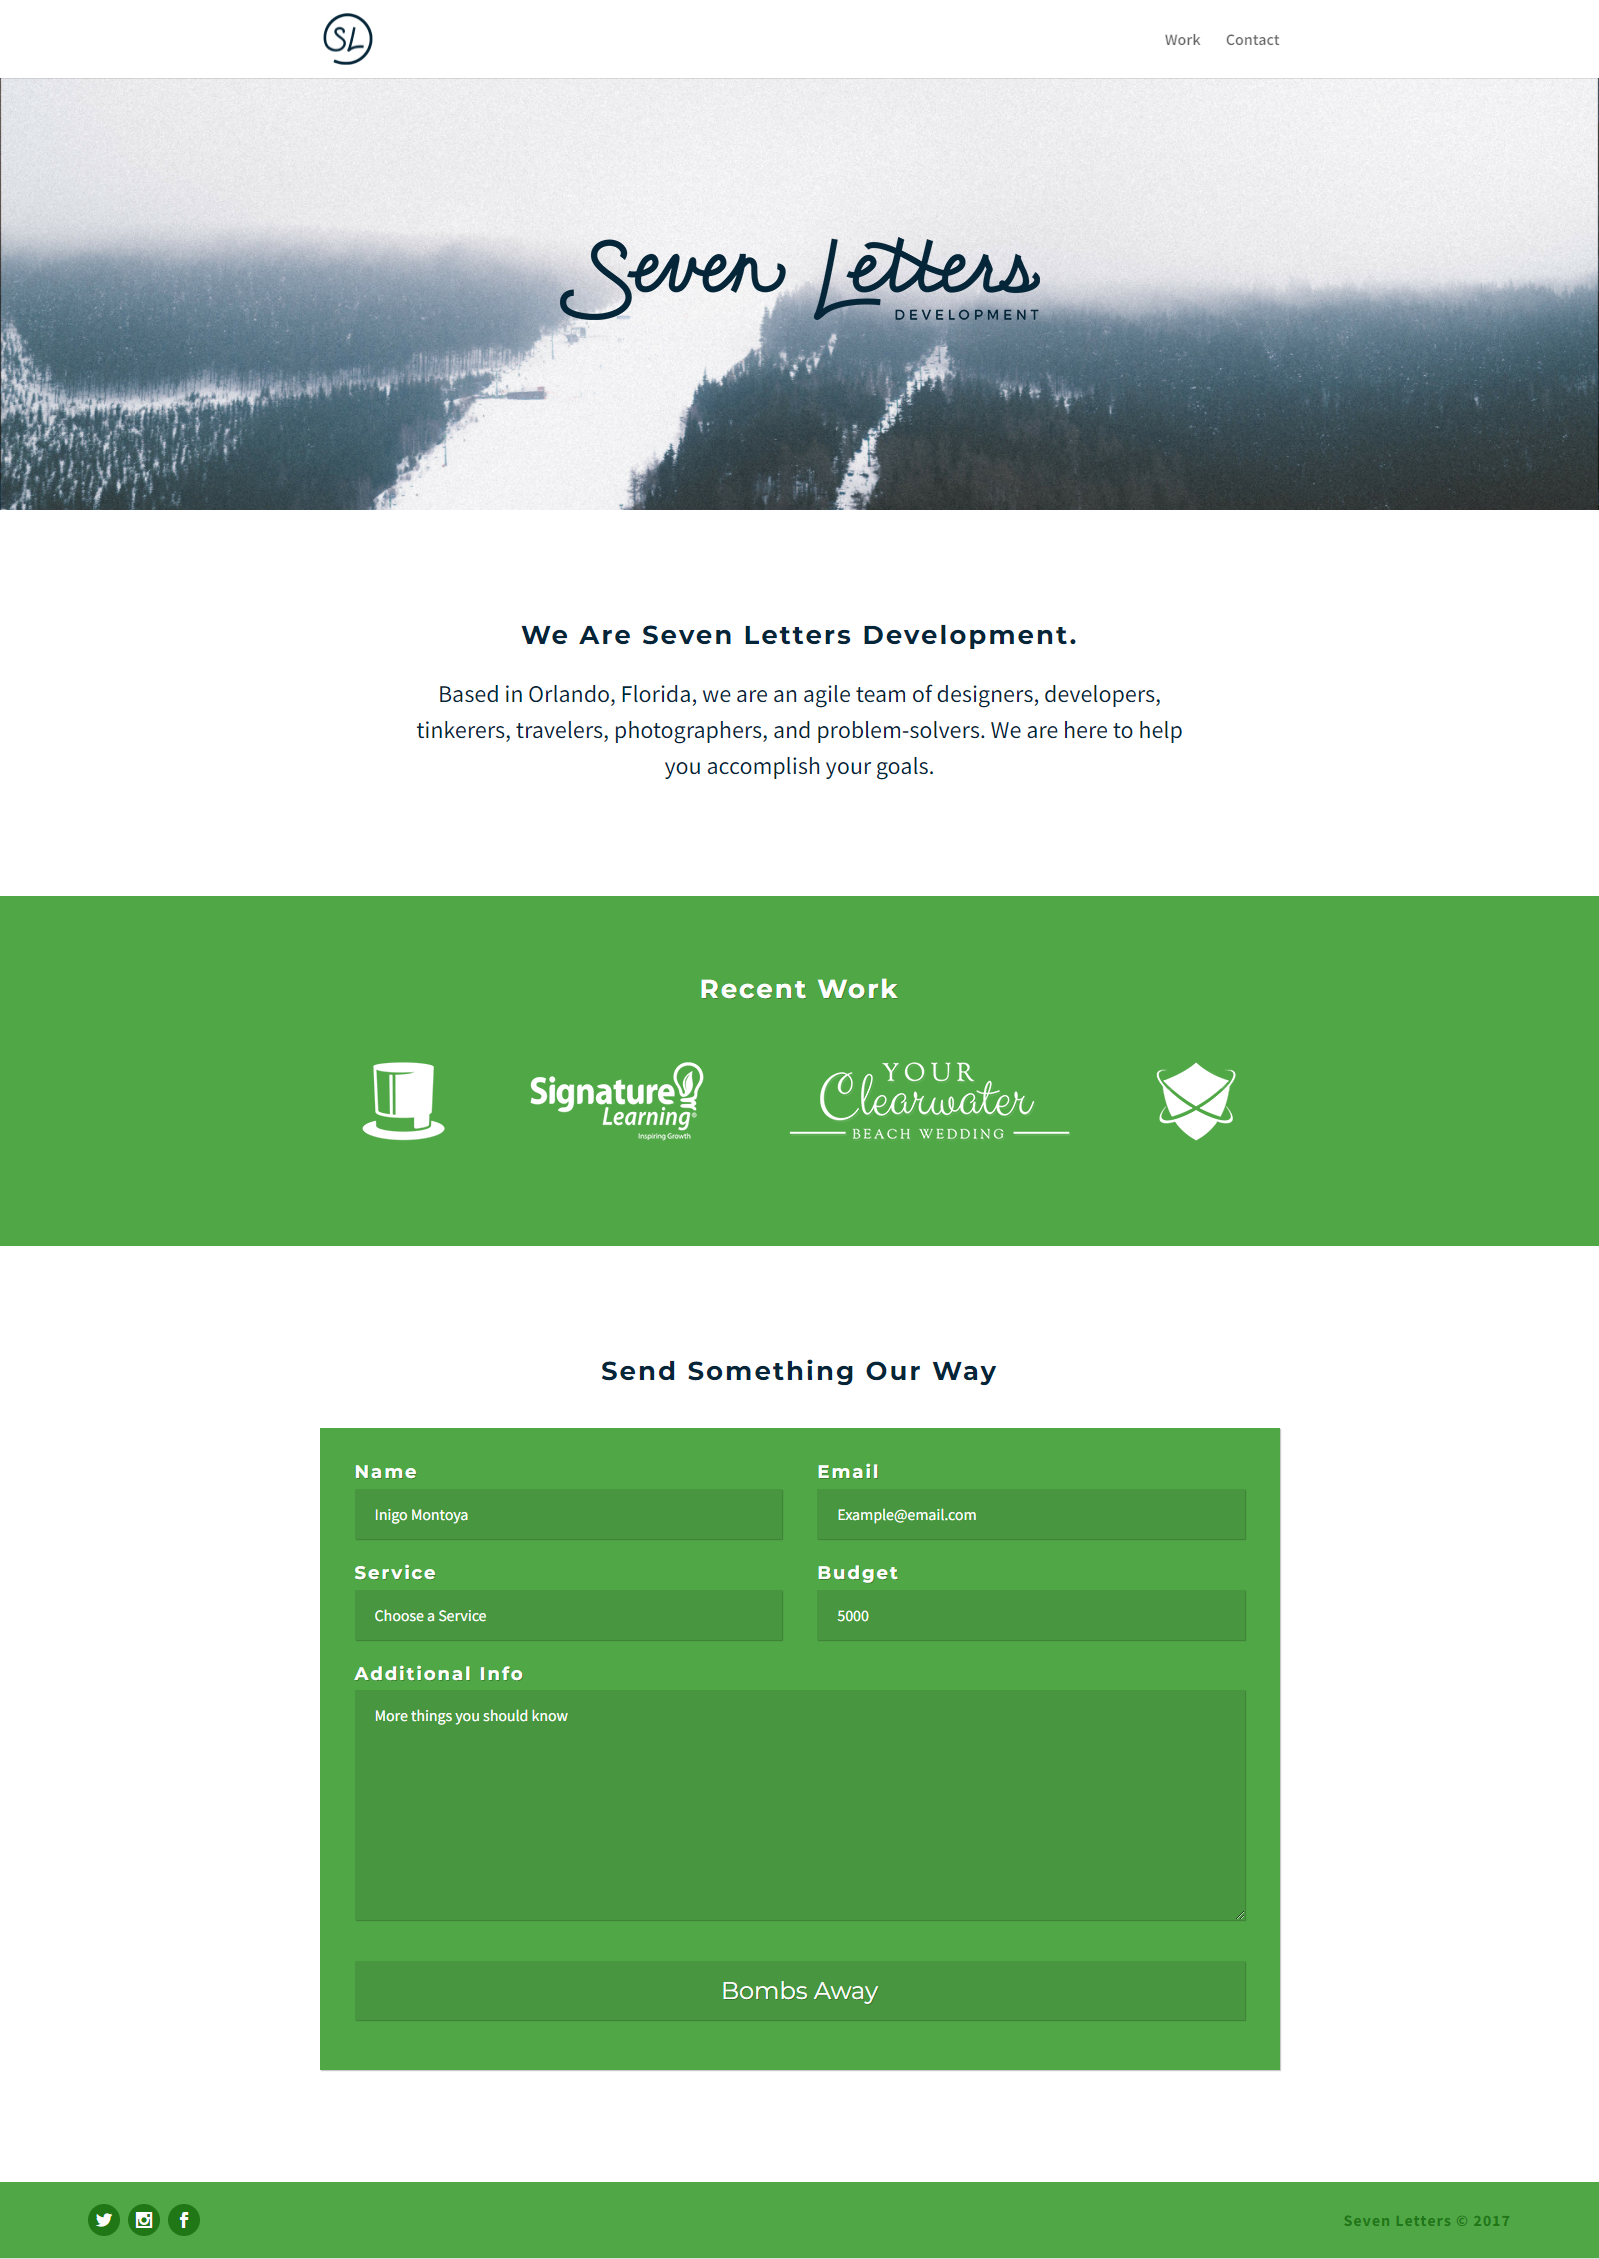 SL
Work
Contact
Seven Letters
DEVELOPMENT
We Are Seven Letters Development.
Based in Orlando, Florida, we are an agile team of designers, developers,
tinkerers, travelers, photographers, and problem-solvers. We are here to help
you accomplish your goals.
Recent Work
Signature
Learning®
Inspiring Growth
YOUR
Clearwater
BEACH WEDDING
Send Something Our Way
Name
Email
Inigo Montoya
Example@email.com
Service
Budget
Choose a Service
5000
Additional Info
More things you should know
Bombs Away
Seven Letters © 2017